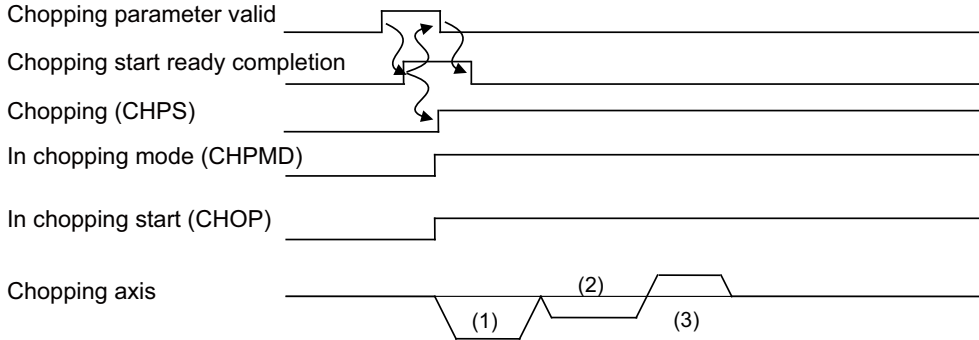 Chopping parameter valid
Chopping start ready completion
Chopping (CHPS)
In chopping mode (CHPMD)
In chopping start (CHOP)
Chopping axis
(1)
(2)
(3)